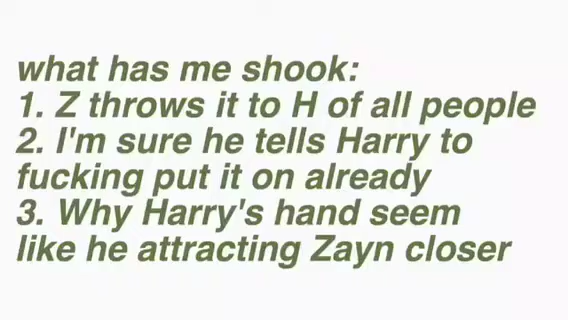 what has me shook:
1. Z throws it to H of all people
2. I'm sure he tells Harry to
fucking put it on already
3. Why Harry's hand seem
like he attracting Zayn closer